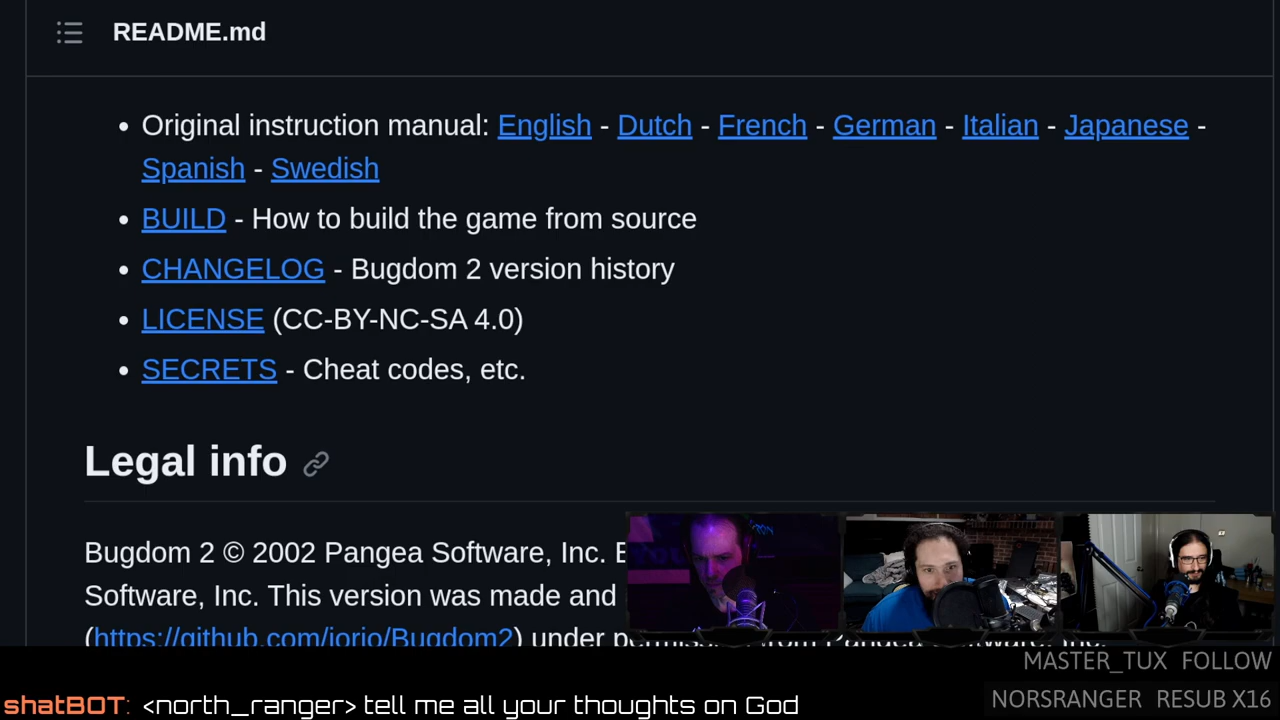 README.md
Original instruction manual: English - Dutch - French - German - Italian - Japanese -
Spanish - Swedish
BUILD - How to build the game from source
CHANGELOG - Bugdom 2 version history
LICENSE (CC-BY-NC-SA 4.0)
SECRETS - Cheat codes, etc.
Legal info
Bugdom 2 © 2002 Pangea Software, Inc.
Software, Inc. This version was made and
(https://github.com/jorio/Bugdom2) under
MASTER_TUX FOLLOW
NORSRANGER RESUB X16
shatBOT: <north_ranger> tell me all your thoughts on God